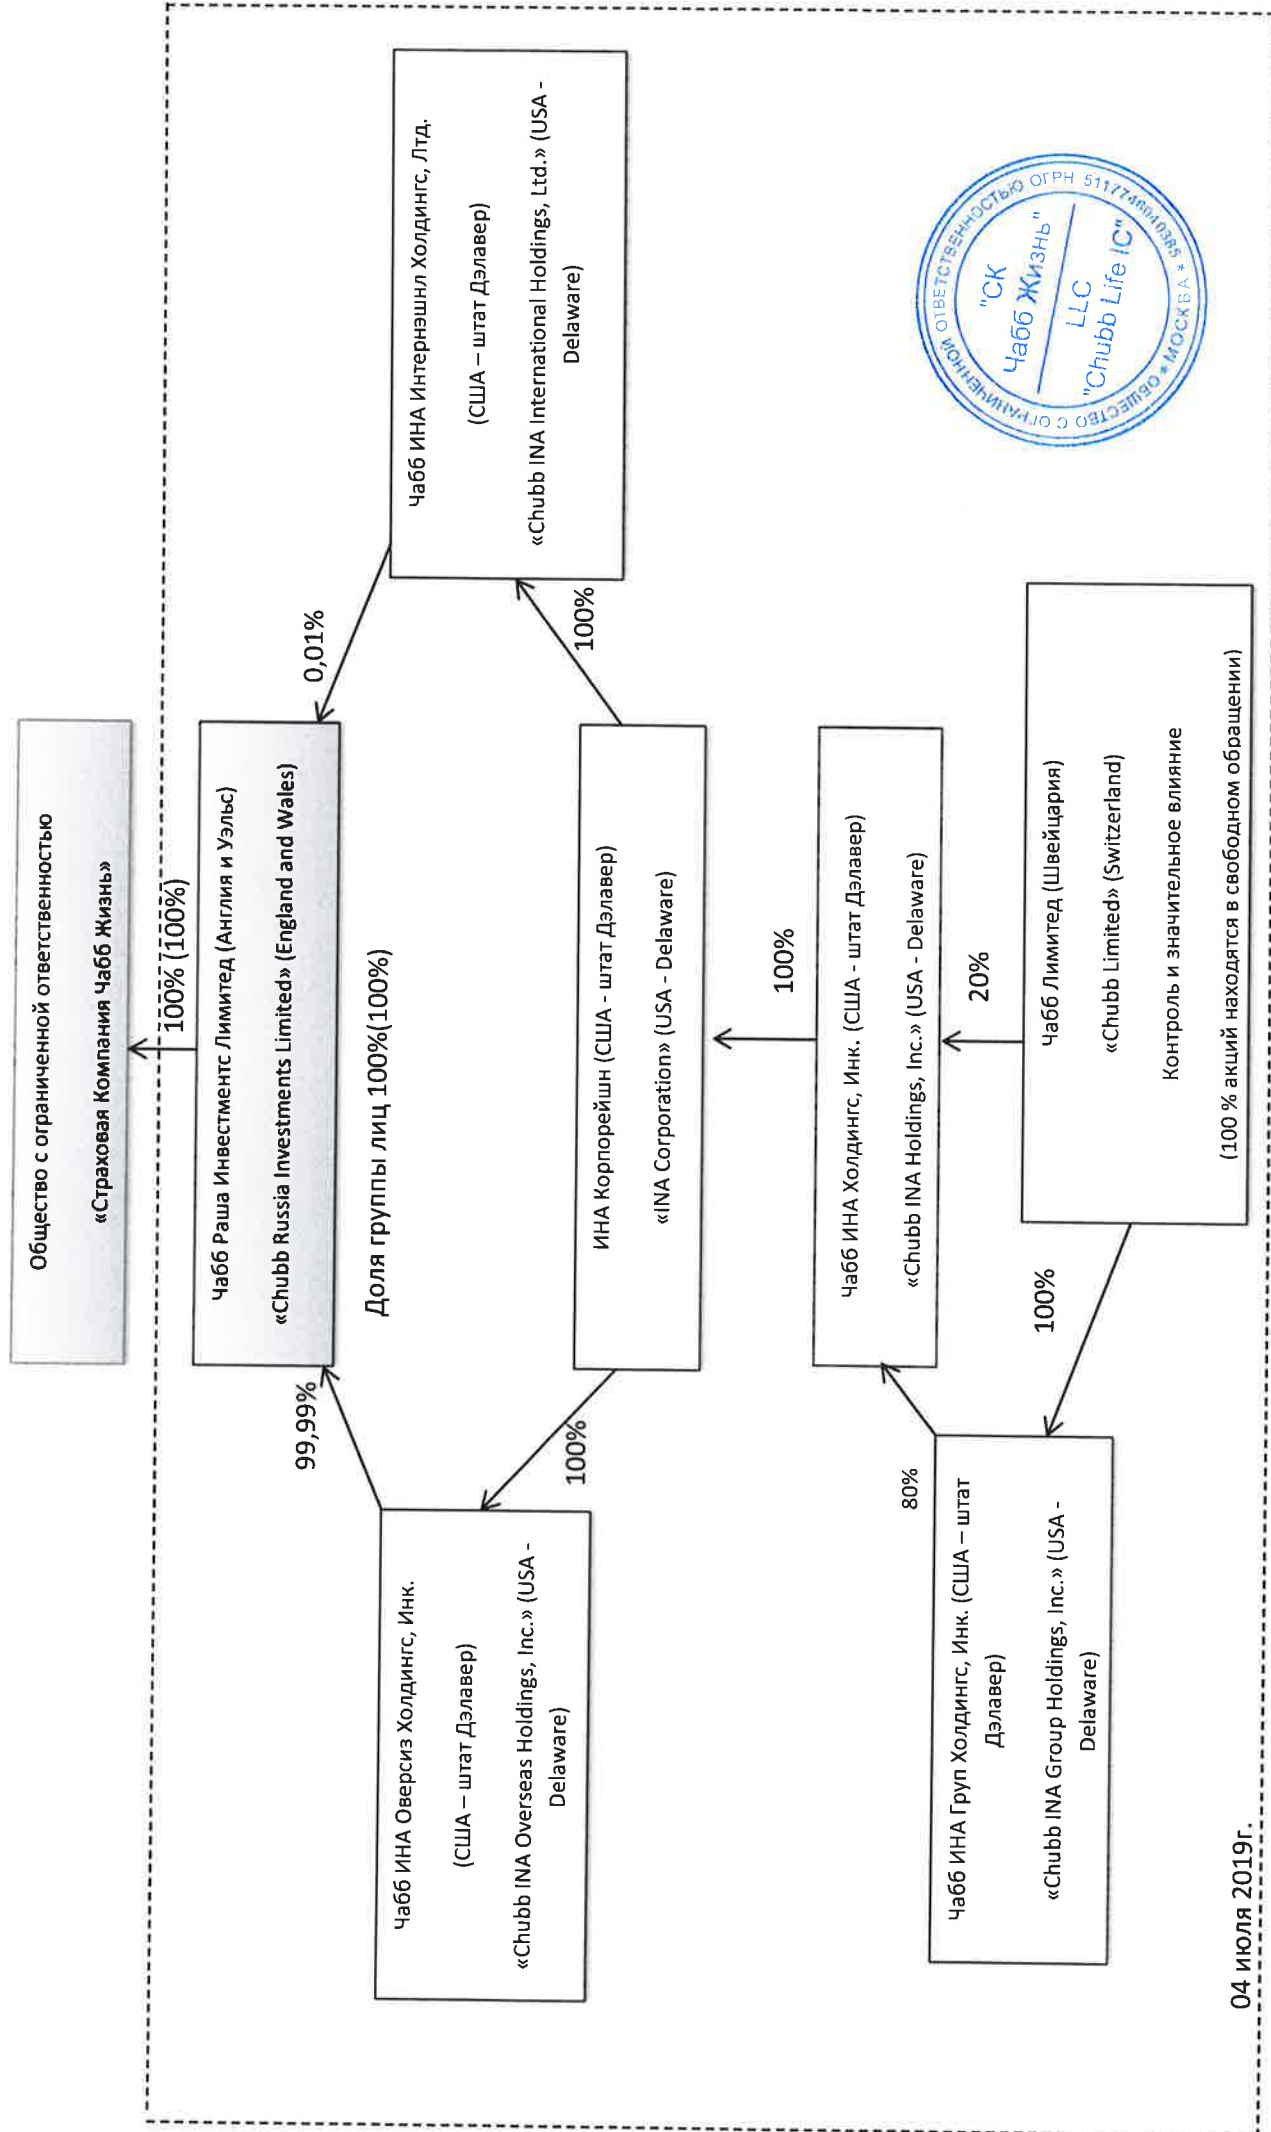 Общество с ограниченной ответственностью
«Страховая Компания Чабб Жизнь»
100% (100%)
Чабб Раша Инвестментс Лимитед (Англия и Уэльс)
«Chubb Russia Investments Limited» (England and Wales)
99,99%
0,01%
Доля группы лиц 100%(100%)
Чабб ИНА Оверсиз Холдингс, Инк.
(США – штат Дэлавер)
«Chubb INA Overseas Holdings, Inc.» (USA -
Delaware)
Чабб ИНА Интернэшнл Холдингс, Лтд.
(США – штат Дэлавер)
«Chubb INA International Holdings, Ltd.» (USA -
Delaware)
100%
100%
ИНА Корпорейшн (США - штат Дэлавер)
«INA Corporation» (USA - Delaware)
100%
Чабб ИНА Холдингс, Инк. (США - штат Дэлавер)
«Chubb INA Holdings, Inc.» (USA - Delaware)
80%
20%
Чабб ИНА Груп Холдингс, Инк. (США – штат
Дэлавер)
«Chubb INA Group Holdings, Inc.» (USA -
Delaware)
100%
Чабб Лимитед (Швейцария)
«Chubb Limited» (Switzerland)
Контроль и значительное влияние
(100 % акций находятся в свободном обращении)
ОБЩЕСТВО С ОГРАНИЧЕННОЙ ОТВЕТСТВЕННОСТЬЮ ОГРН 5117746040385 * МОСКВА *
"СК
Чабб Жизнь"
LLC
"Chubb Life IC"
04 июля 2019г.